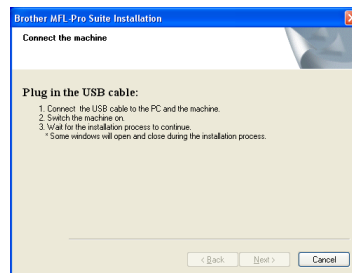 Brother MFL-Pro Suite Installation
Connect the machine
Plug in the USB cable:
1. Connect the USB cable to the PC and the machine.
2. Switch the machine on.
3. Wait for the installation process to continue.
* Some windows will open and close during the installation process.
< Back
Next >
Cancel